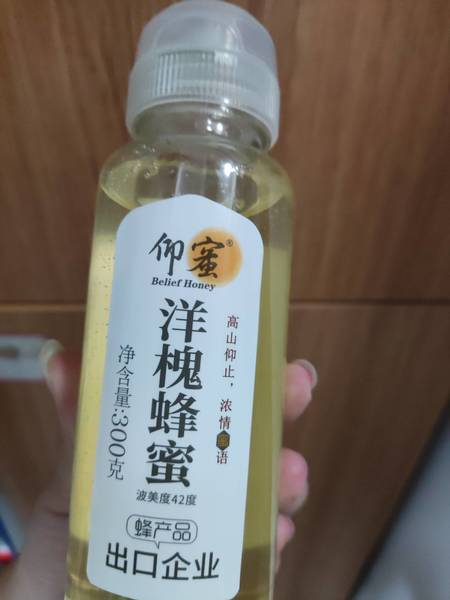 仰蜜®
Belief Honey
洋槐蜂蜜
高山仰止，浓情蜜语
净含量:300克
波美度42度
蜂产品
出口企业